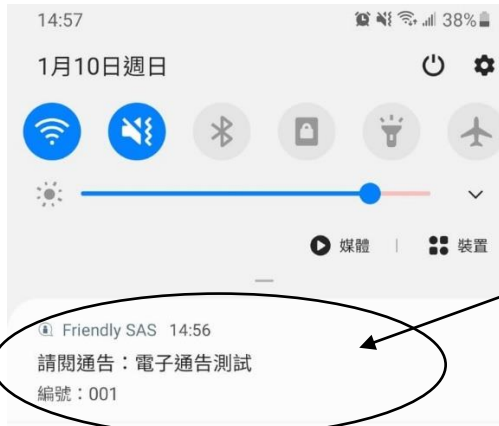 14:57 38%
1月10日週日
媒體 | 裝置
Friendly SAS 14:56
請閱通告：電子通告測試
編號：001